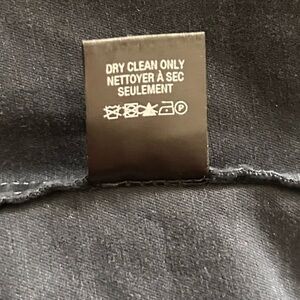 DRY CLEAN ONLY
NETTOYER À SEC
SEULEMENT
P